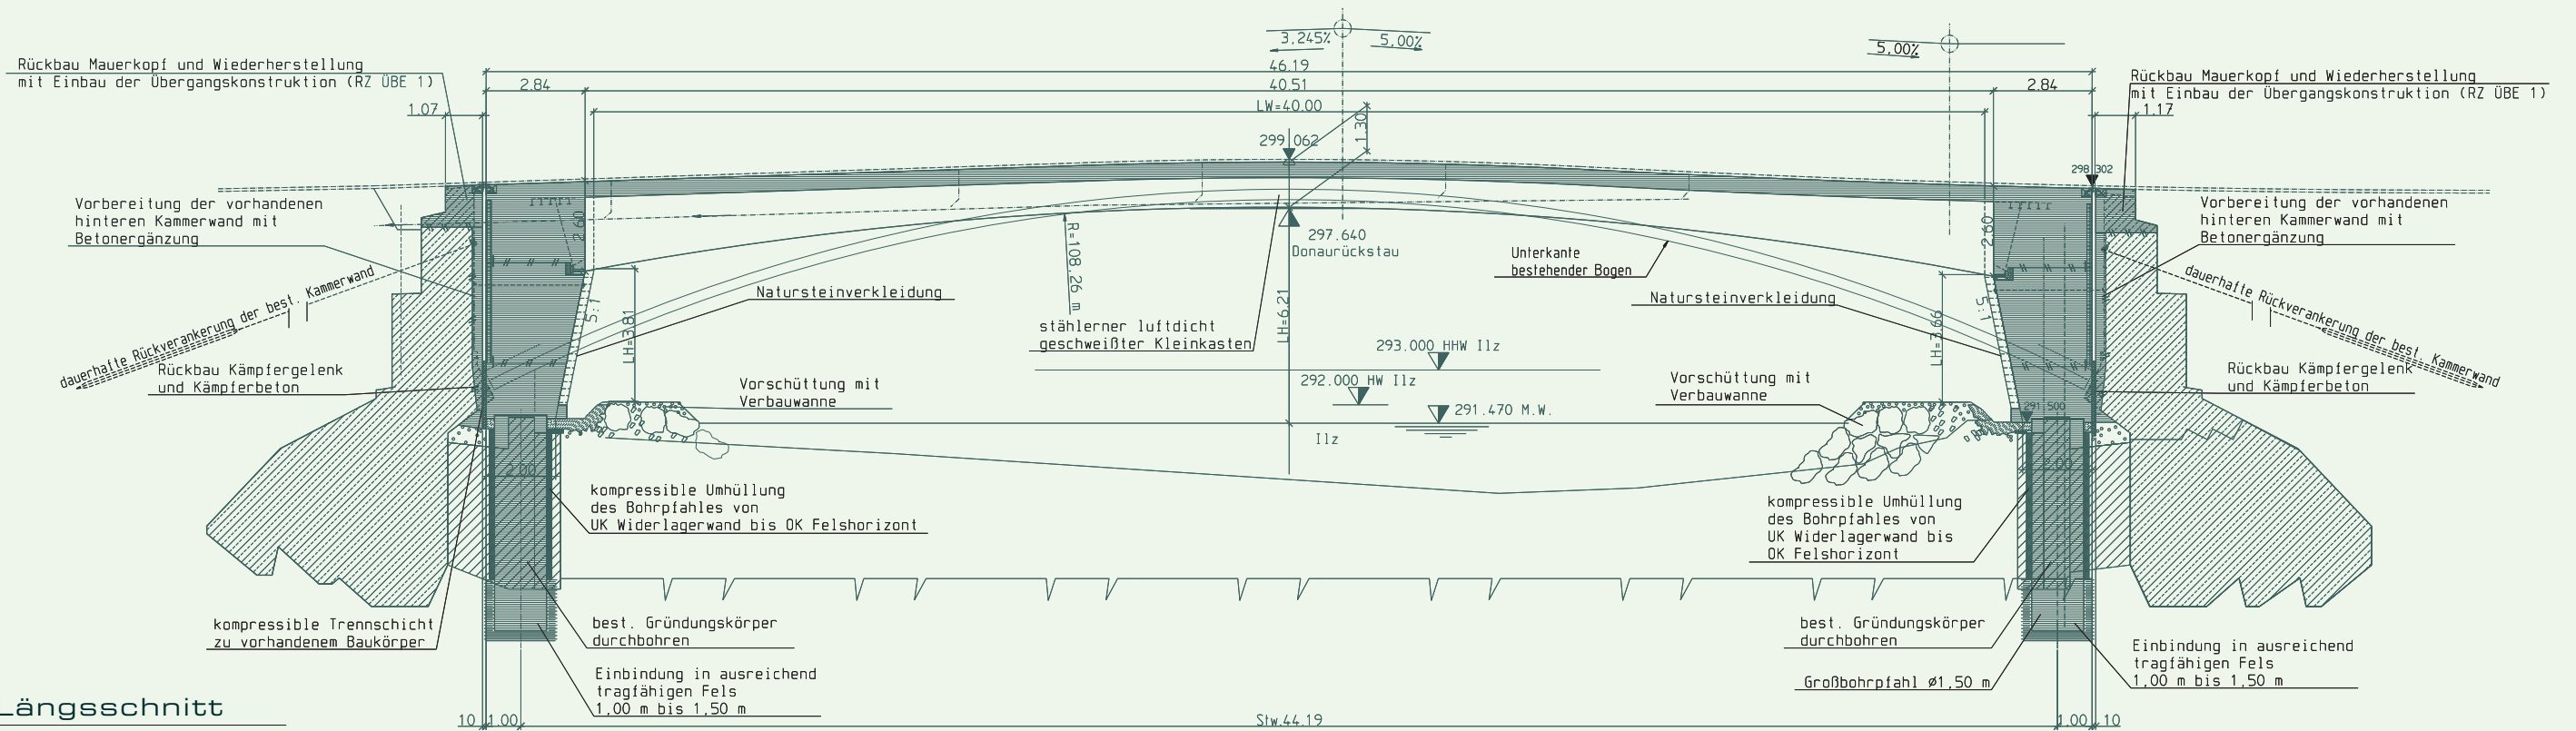 3,245%
5,00%
5,00%
46.19
2.84
40.51
2.84
LW=40.00
1.07
1.17
1.30
Rückbau Mauerkopf und Wiederherstellung
mit Einbau der Übergangskonstruktion (RZ ÜBE 1)
Rückbau Mauerkopf und Wiederherstellung
mit Einbau der Übergangskonstruktion (RZ ÜBE 1)
299,062
298,302
Vorbereitung der vorhandenen
hinteren Kammerwand mit
Betonergänzung
2.60
297.640
Donaurückstau
R=108,26 m
Unterkante
bestehender Bogen
2.60
Vorbereitung der vorhandenen
hinteren Kammerwand mit
Betonergänzung
dauerhafte Rückverankerung der best. Kammerwand
dauerhafte Rückverankerung der best. Kammerwand
Natursteinverkleidung
5:1
LH=3.81
stählerner luftdicht
geschweißter Kleinkasten
LH=6.21
Natursteinverkleidung
5:1
LH=3.66
293.000 HHW Ilz
292.000 HW Ilz
291.470 M.W.
Ilz
Rückbau Kämpfergelenk
und Kämpferbeton
Vorschüttung mit
Verbauwanne
Vorschüttung mit
Verbauwanne
Rückbau Kämpfergelenk
und Kämpferbeton
291,500
2.00
2.00
kompressible Umhüllung
des Bohrpfahles von
UK Widerlagerwand bis OK Felshorizont
kompressible Umhüllung
des Bohrpfahles von
UK Widerlagerwand bis
OK Felshorizont
kompressible Trennschicht
zu vorhandenem Baukörper
best. Gründungskörper
durchbohren
best. Gründungskörper
durchbohren
Einbindung in ausreichend
tragfähigen Fels
1,00 m bis 1,50 m
Großbohrpfahl ø1,50 m
Einbindung in ausreichend
tragfähigen Fels
1,00 m bis 1,50 m
Längsschnitt
10
1.00
Stw.44.19
1.00
10